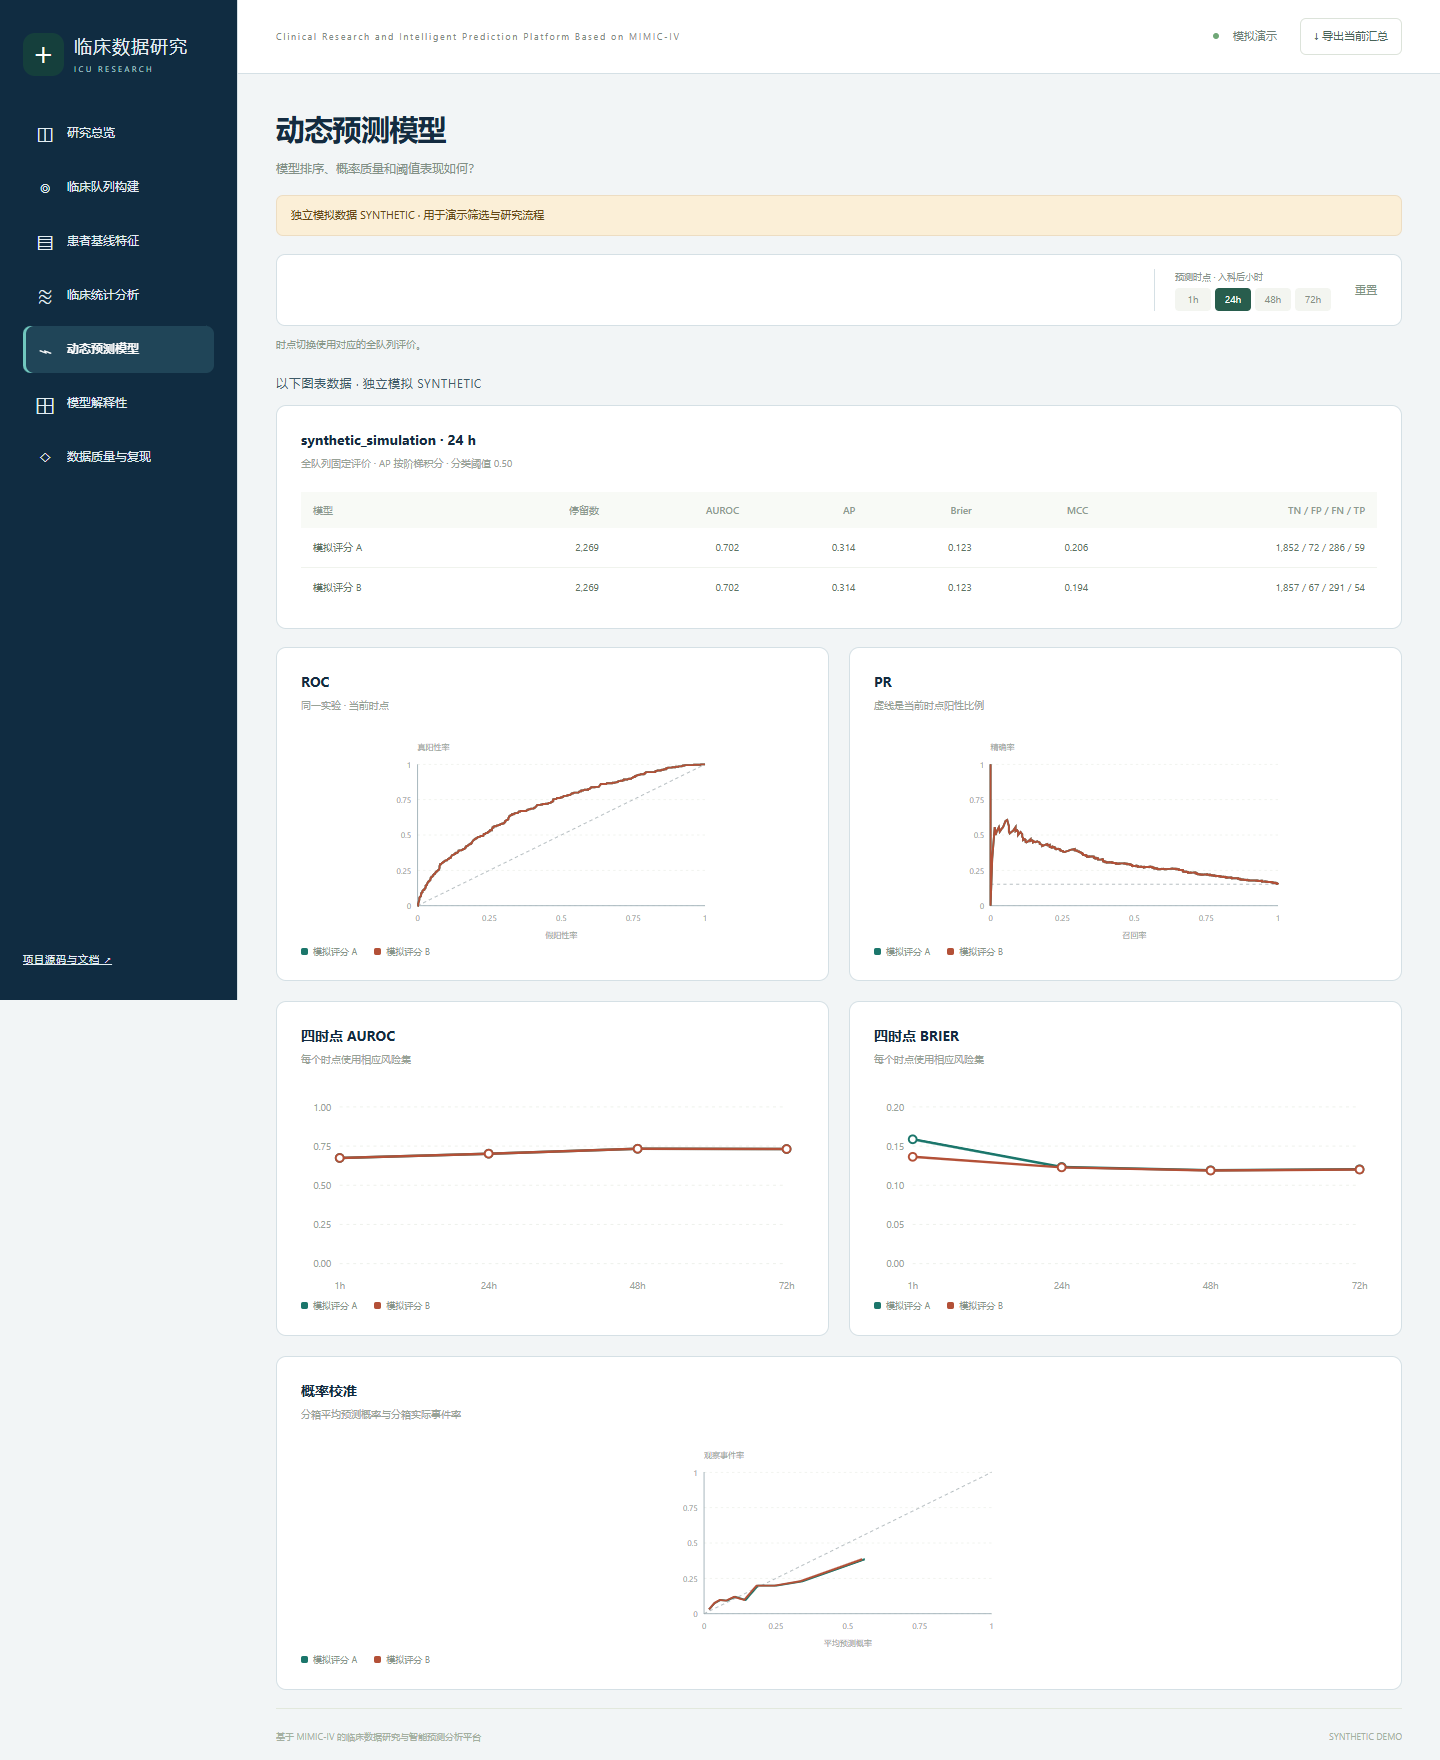 临床数据研究
ICU RESEARCH
研究总览
临床队列构建
患者基线特征
临床统计分析
动态预测模型
模型解释性
数据质量与复现
项目源码与文档 ↗
Clinical Research and Intelligent Prediction Platform Based on MIMIC-IV
模拟演示
↓ 导出当前汇总
动态预测模型
模型排序、概率质量和阈值表现如何?
独立模拟数据 SYNTHETIC · 用于演示筛选与研究流程
预测时点 · 入科后小时
1h 24h 48h 72h
重置
时点切换使用对应的全队列评价。
以下图表数据 · 独立模拟 SYNTHETIC
synthetic_simulation · 24 h
全队列固定评价 · AP 按阶梯积分 · 分类阈值 0.50
模型 停留数 AUROC AP Brier MCC TN / FP / FN / TP
模拟评分 A 2,269 0.702 0.314 0.123 0.206 1,852 / 72 / 286 / 59
模拟评分 B 2,269 0.702 0.314 0.123 0.194 1,857 / 67 / 291 / 54
ROC
同一实验 · 当前时点
真阳性率
1
0.75
0.5
0.25
0
0 0.25 0.5 0.75 1
假阳性率
模拟评分 A 模拟评分 B
PR
虚线是当前时点阳性比例
精确率
1
0.75
0.5
0.25
0
0 0.25 0.5 0.75 1
召回率
模拟评分 A 模拟评分 B
四时点 AUROC
每个时点使用相应风险集
1.00
0.75
0.50
0.25
0.00
1h 24h 48h 72h
模拟评分 A 模拟评分 B
四时点 BRIER
每个时点使用相应风险集
0.20
0.15
0.10
0.05
0.00
1h 24h 48h 72h
模拟评分 A 模拟评分 B
概率校准
分箱平均预测概率与分箱实际事件率
观察事件率
1
0.75
0.5
0.25
0
0 0.25 0.5 0.75 1
平均预测概率
模拟评分 A 模拟评分 B
基于 MIMIC-IV 的临床数据研究与智能预测分析平台
SYNTHETIC DEMO